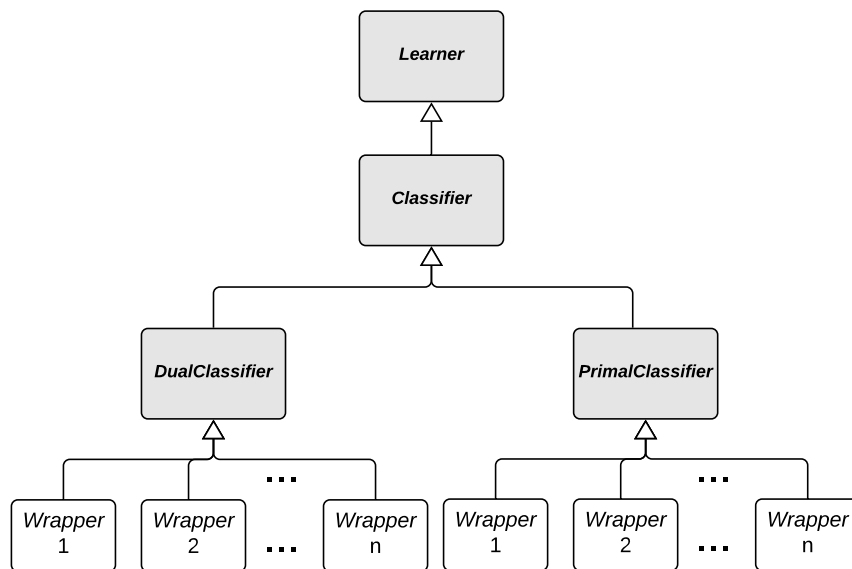 Learner
Classifier
DualClassifier
PrimalClassifier
Wrapper
1
Wrapper
2
Wrapper
n
Wrapper
1
Wrapper
2
Wrapper
n